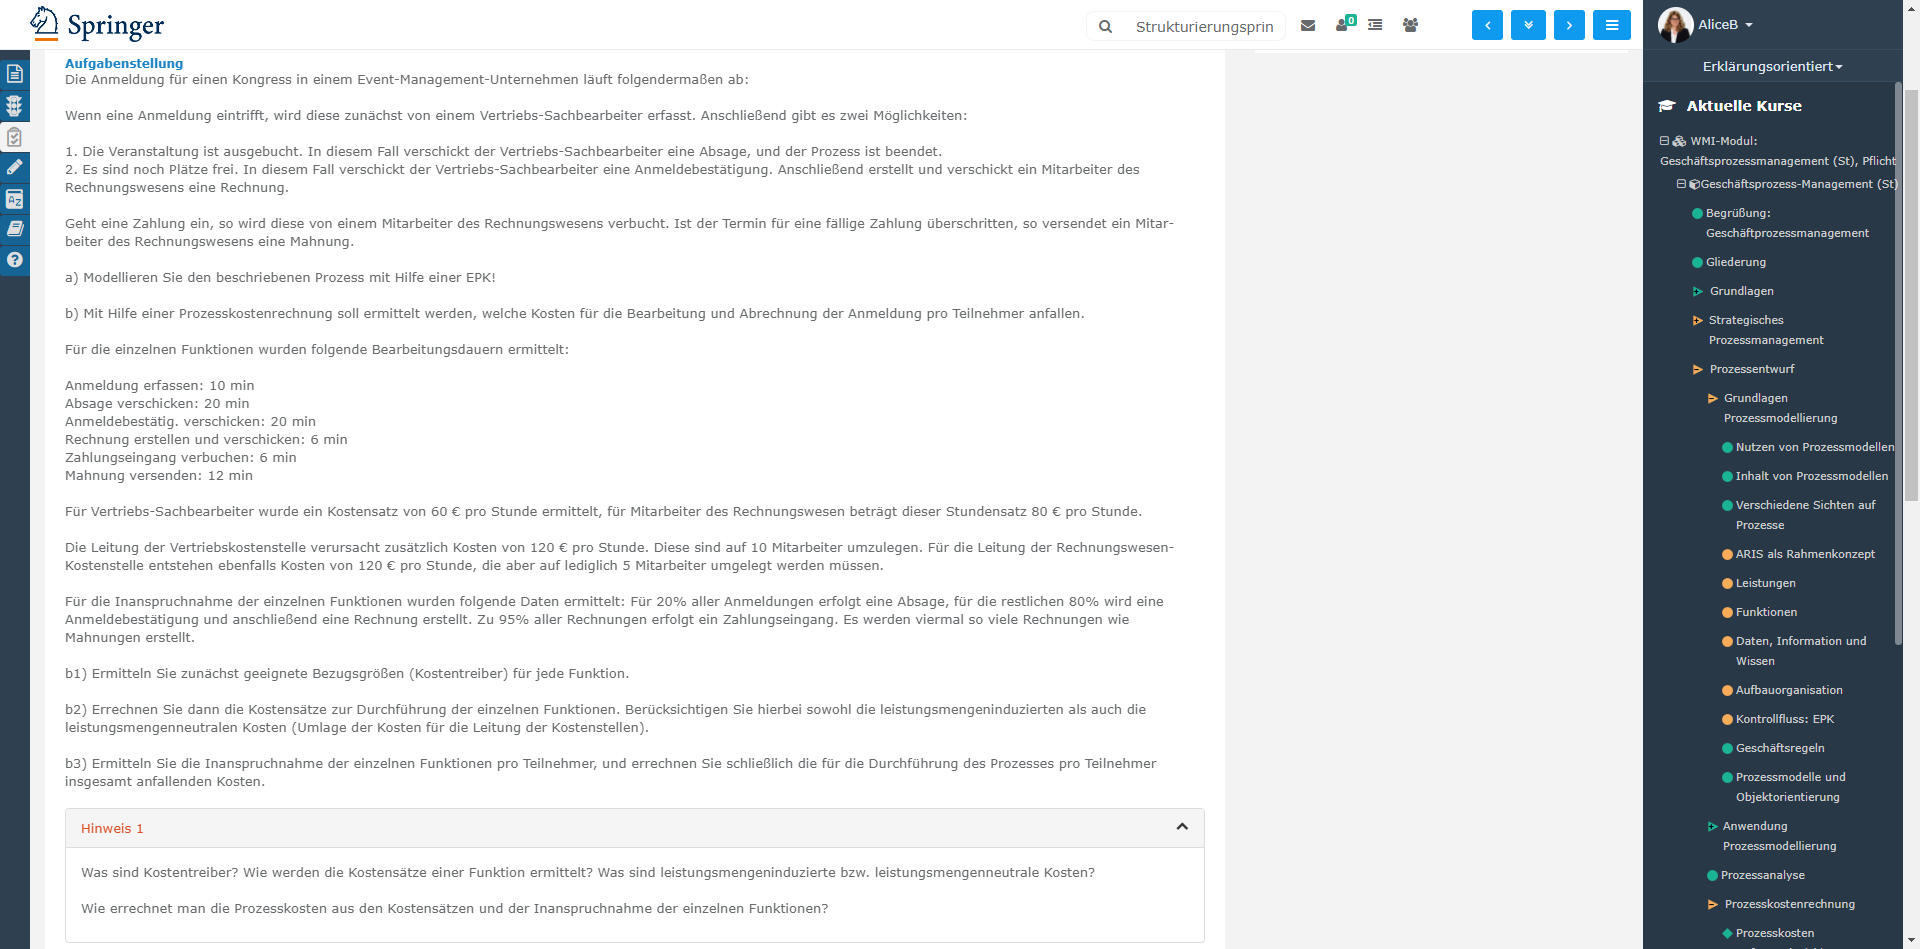 Springer
Strukturierungsprin
0
AliceB
Erklärungsorientiert
Aufgabenstellung
Die Anmeldung für einen Kongress in einem Event-Management-Unternehmen läuft folgendermaßen ab:
Wenn eine Anmeldung eintrifft, wird diese zunächst von einem Vertriebs-Sachbearbeiter erfasst. Anschließend gibt es zwei Möglichkeiten:
1. Die Veranstaltung ist ausgebucht. In diesem Fall verschickt der Vertriebs-Sachbearbeiter eine Absage, und der Prozess ist beendet.
2. Es sind noch Plätze frei. In diesem Fall verschickt der Vertriebs-Sachbearbeiter eine Anmeldebestätigung. Anschließend erstellt und verschickt ein Mitarbeiter des
Rechnungswesens eine Rechnung.
Geht eine Zahlung ein, so wird diese von einem Mitarbeiter des Rechnungswesens verbucht. Ist der Termin für eine fällige Zahlung überschritten, so versendet ein Mitar-
beiter des Rechnungswesens eine Mahnung.
a) Modellieren Sie den beschriebenen Prozess mit Hilfe einer EPK!
b) Mit Hilfe einer Prozesskostenrechnung soll ermittelt werden, welche Kosten für die Bearbeitung und Abrechnung der Anmeldung pro Teilnehmer anfallen.
Für die einzelnen Funktionen wurden folgende Bearbeitungsdauern ermittelt:
Anmeldung erfassen: 10 min
Absage verschicken: 20 min
Anmeldebestätig. verschicken: 20 min
Rechnung erstellen und verschicken: 6 min
Zahlungseingang verbuchen: 6 min
Mahnung versenden: 12 min
Für Vertriebs-Sachbearbeiter wurde ein Kostensatz von 60 € pro Stunde ermittelt, für Mitarbeiter des Rechnungswesen beträgt dieser Stundensatz 80 € pro Stunde.
Die Leitung der Vertriebskostenstelle verursacht zusätzlich Kosten von 120 € pro Stunde. Diese sind auf 10 Mitarbeiter umzulegen. Für die Leitung der Rechnungswesen-
Kostenstelle entstehen ebenfalls Kosten von 120 € pro Stunde, die aber auf lediglich 5 Mitarbeiter umgelegt werden müssen.
Für die Inanspruchnahme der einzelnen Funktionen wurden folgende Daten ermittelt: Für 20% aller Anmeldungen erfolgt eine Absage, für die restlichen 80% wird eine
Anmeldebestätigung und anschließend eine Rechnung erstellt. Zu 95% aller Rechnungen erfolgt ein Zahlungseingang. Es werden viermal so viele Rechnungen wie
Mahnungen erstellt.
b1) Ermitteln Sie zunächst geeignete Bezugsgrößen (Kostentreiber) für jede Funktion.
b2) Errechnen Sie dann die Kostensätze zur Durchführung der einzelnen Funktionen. Berücksichtigen Sie hierbei sowohl die leistungsmengeninduzierten als auch die
leistungsmengenneutralen Kosten (Umlage der Kosten für die Leitung der Kostenstellen).
b3) Ermitteln Sie die Inanspruchnahme der einzelnen Funktionen pro Teilnehmer, und errechnen Sie schließlich die für die Durchführung des Prozesses pro Teilnehmer
insgesamt anfallenden Kosten.
Hinweis 1
Was sind Kostentreiber? Wie werden die Kostensätze einer Funktion ermittelt? Was sind leistungsmengeninduzierte bzw. leistungsmengenneutrale Kosten?
Wie errechnet man die Prozesskosten aus den Kostensätzen und der Inanspruchnahme der einzelnen Funktionen?
Aktuelle Kurse
WMI-Modul:
Geschäftsprozessmanagement (St), Pflicht
Geschäftsprozess-Management (St)
Begrüßung:
Geschäftprozessmanagement
Gliederung
Grundlagen
Strategisches
Prozessmanagement
Prozessentwurf
Grundlagen
Prozessmodellierung
Nutzen von Prozessmodellen
Inhalt von Prozessmodellen
Verschiedene Sichten auf
Prozesse
ARIS als Rahmenkonzept
Leistungen
Funktionen
Daten, Information und
Wissen
Aufbauorganisation
Kontrollfluss: EPK
Geschäftsregeln
Prozessmodelle und
Objektorientierung
Anwendung
Prozessmodellierung
Prozessanalyse
Prozesskostenrechnung
Prozesskosten